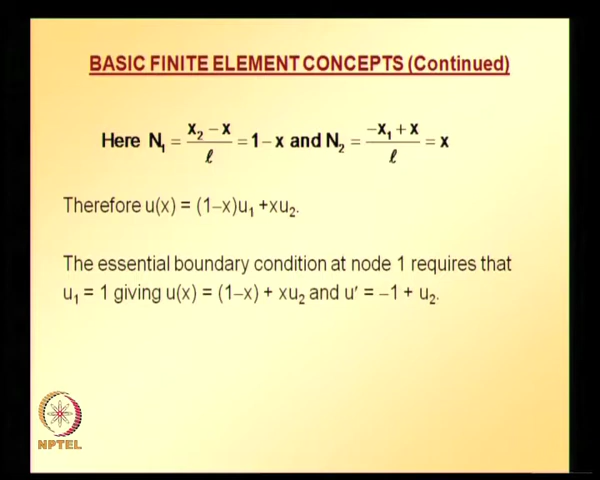 BASIC FINITE ELEMENT CONCEPTS (Continued)
Here N₁ = (x₂ − x)/ℓ = 1 − x and N₂ = (−x₁ + x)/ℓ = x
Therefore u(x) = (1−x)u₁ +xu₂.
The essential boundary condition at node 1 requires that
u₁ = 1 giving u(x) = (1−x) + xu₂ and u′ = −1 + u₂.
NPTEL